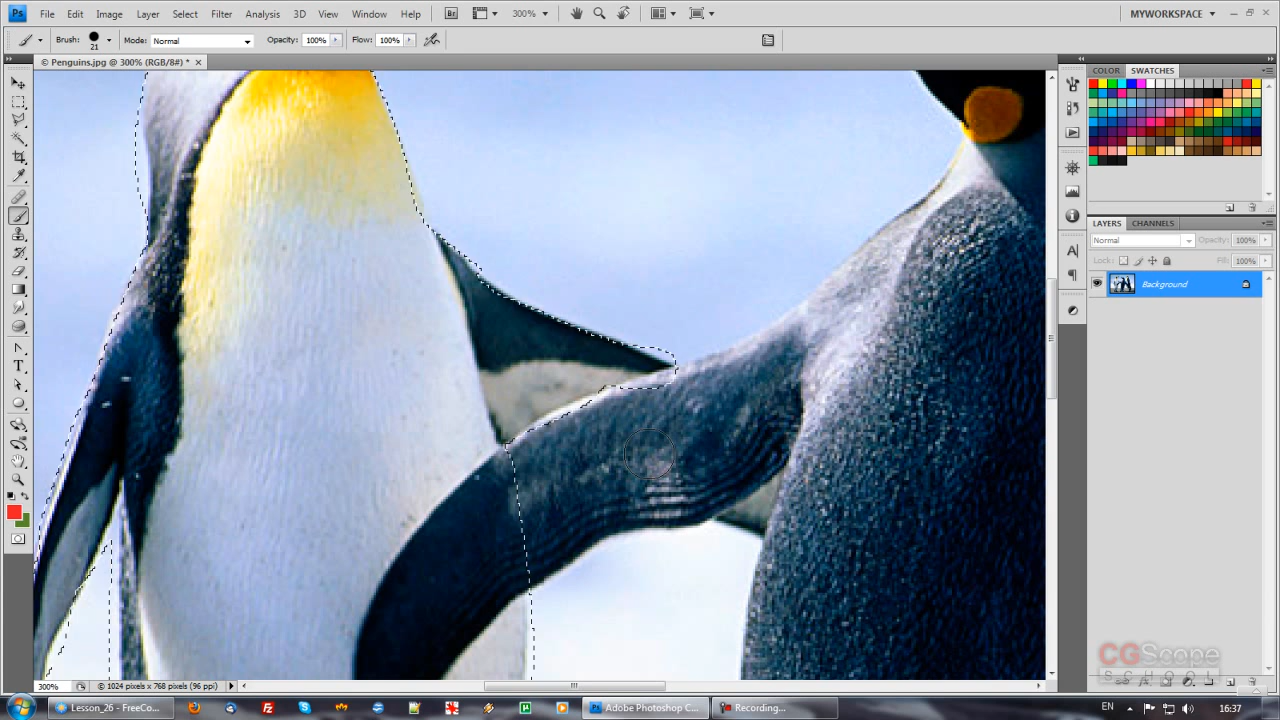 Ps File Edit Image Layer Select Filter Analysis 3D View Window Help Br 300% MYWORKSPACE
Brush: 21 Mode: Normal Opacity: 100% Flow: 100%
© Penguins.jpg @ 300% (RGB/8#) * ×
COLOR SWATCHES
LAYERS CHANNELS
Normal Opacity: 100%
Lock: Fill: 100%
Background
CGScope
SCHOOL
300% © 1024 pixels x 768 pixels (96 ppi)
Lesson_26 - FreeCo... Adobe Photoshop C... Recording... EN 16:37